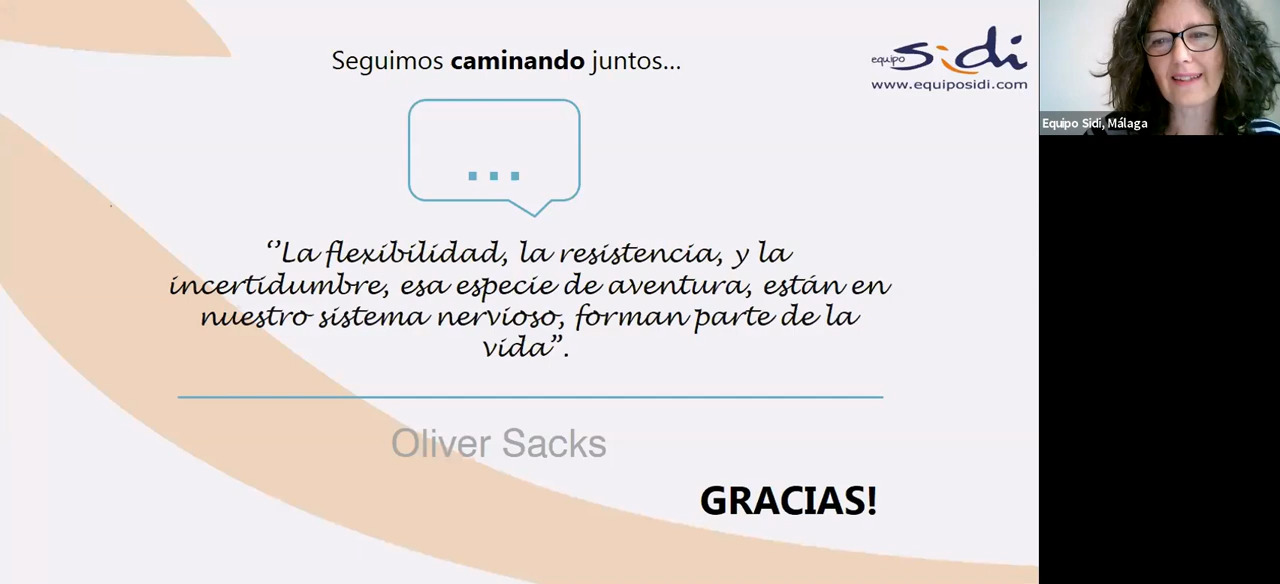 Seguimos caminando juntos...
equipo sidi
www.equiposidi.com
Equipo Sidi, Málaga
...
‘’La flexibilidad, la resistencia, y la
incertidumbre, esa especie de aventura, están en
nuestro sistema nervioso, forman parte de la
vida”.
Oliver Sacks
GRACIAS!